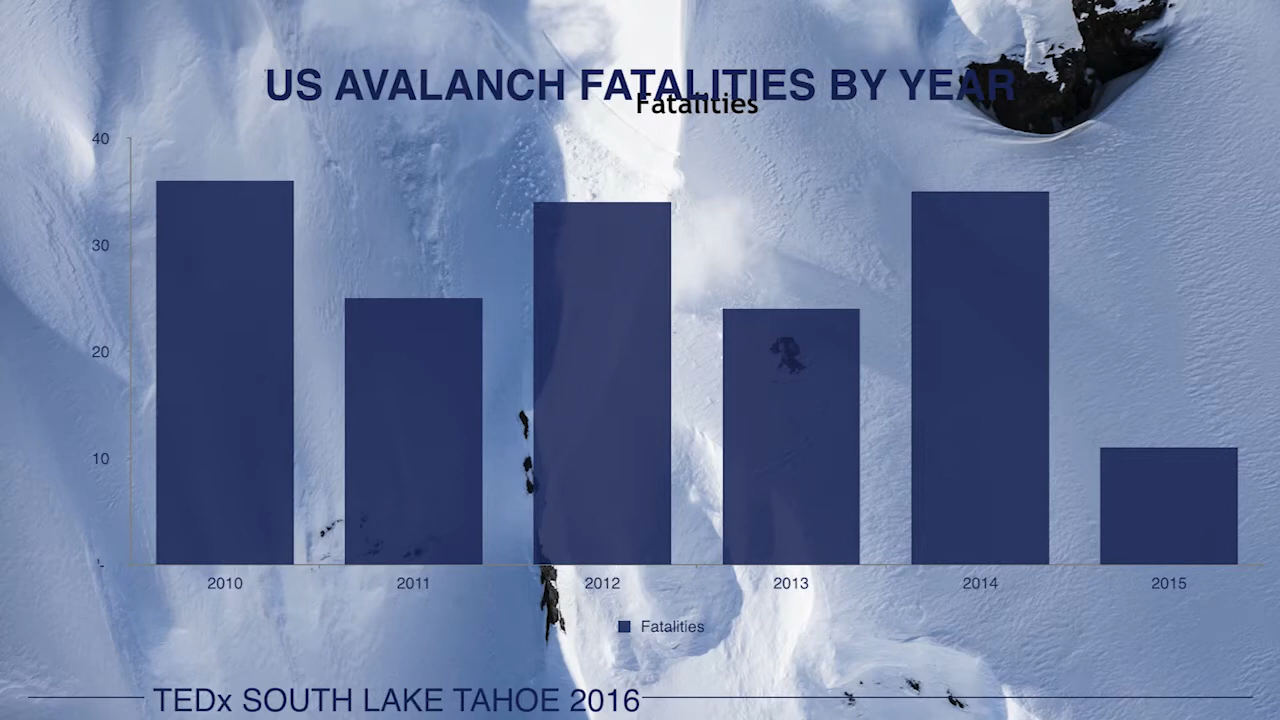 US AVALANCH FATALITIES BY YEAR
Fatalities
40
30
20
10
-
2010 2011 2012 2013 2014 2015
Fatalities
TEDx SOUTH LAKE TAHOE 2016